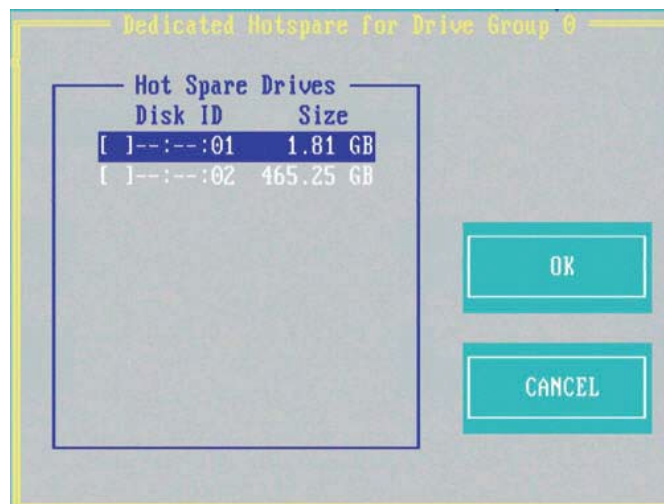 Dedicated Hotspare for Drive Group 0
Hot Spare Drives
Disk ID Size
[ ]--:--:01 1.81 GB
[ ]--:--:02 465.25 GB
OK
CANCEL